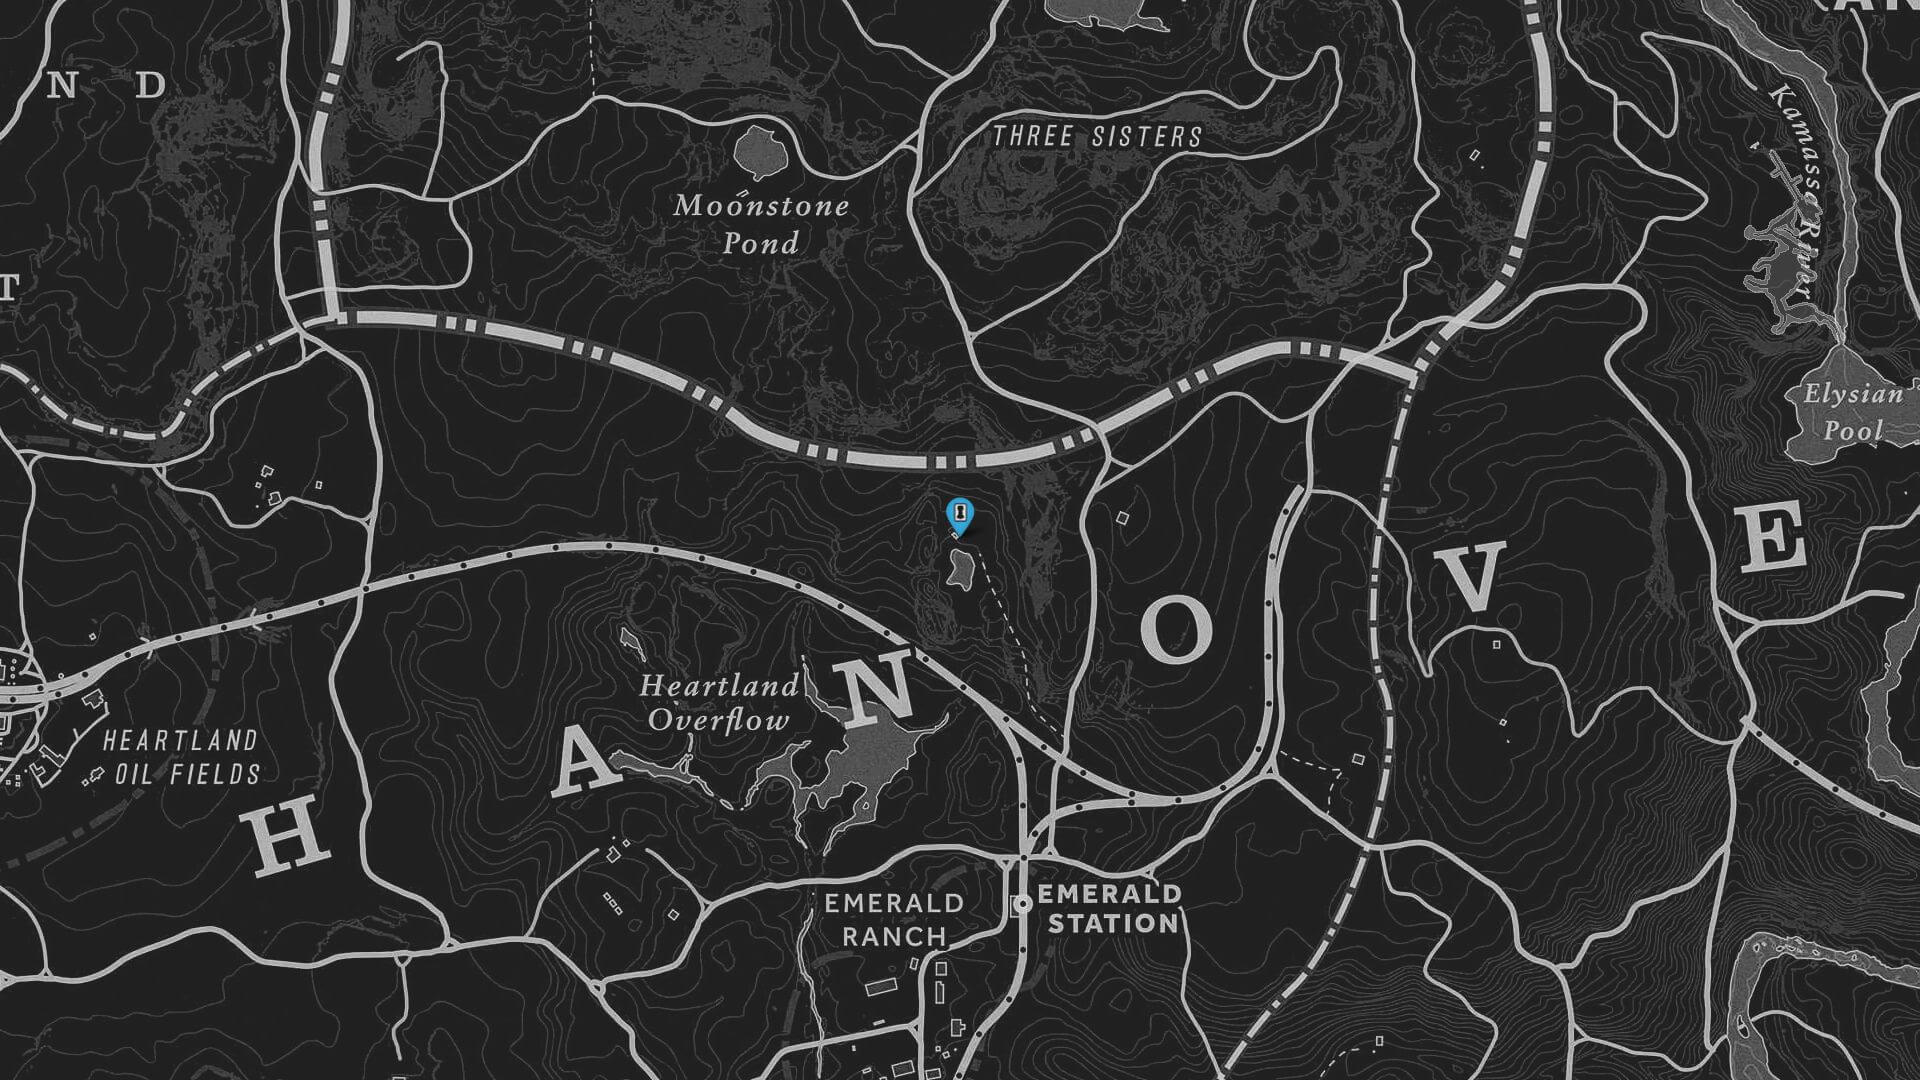 N D
T
THREE SISTERS
Moonstone
Pond
Kamassa River
Elysian
Pool
HEARTLAND
OIL FIELDS
Heartland
Overflow
H A N O V E
EMERALD
RANCH
EMERALD
STATION